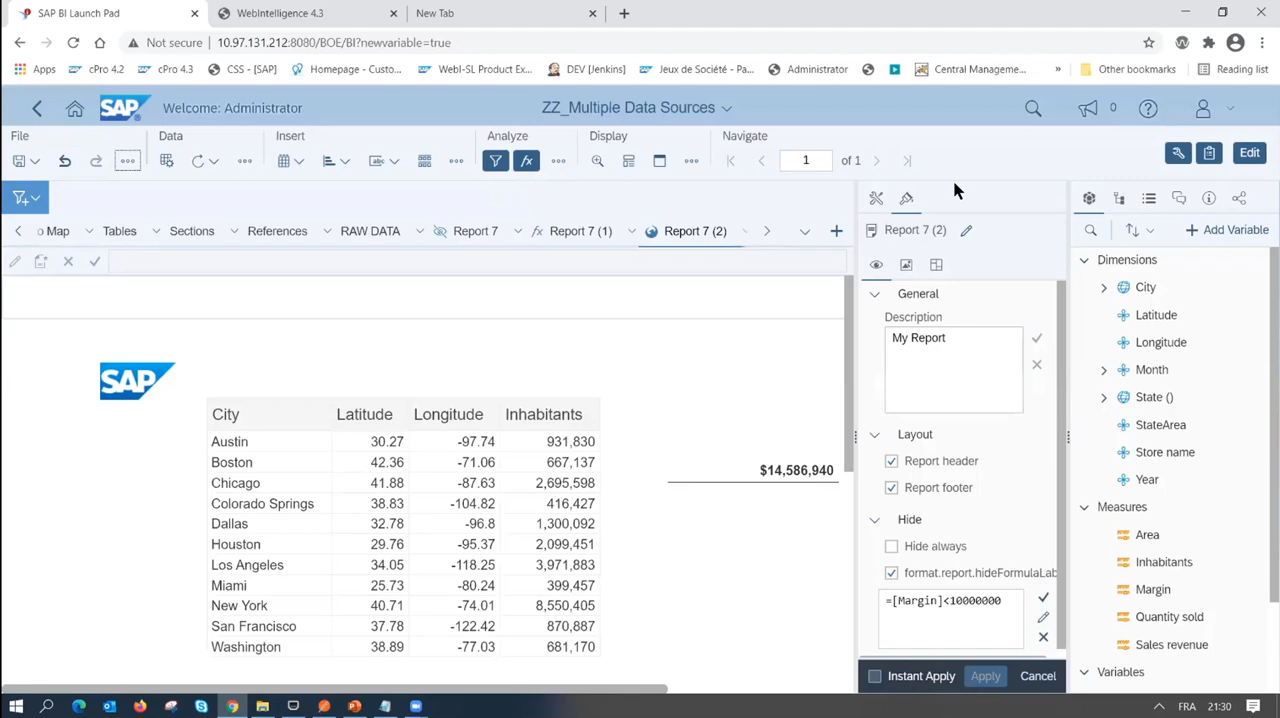 SAP BI Launch Pad
WebIntelligence 4.3
New Tab
Not secure
10.97.131.212:8080/BOE/BI?newvariable=true
Apps
cPro 4.2
cPro 4.3
CSS - [SAP]
Homepage - Custo...
WebI-SL Product Ex...
DEV [Jenkins]
Jeux de Société - Pa...
Administrator
Central Manageme...
»
Other bookmarks
Reading list
SAP
Welcome: Administrator
ZZ_Multiple Data Sources
0
File
Data
Insert
Analyze
Display
Navigate
1
of 1
Edit
o Map
Tables
Sections
References
RAW DATA
Report 7
Report 7 (1)
Report 7 (2)
Report 7 (2)
Add Variable
General
Description
My Report
Layout
Report header
Report footer
Hide
Hide always
format.report.hideFormulaLab
=[Margin]<10000000
Instant Apply
Apply
Cancel
Dimensions
City
Latitude
Longitude
Month
State ()
StateArea
Store name
Year
Measures
Area
Inhabitants
Margin
Quantity sold
Sales revenue
Variables
SAP
City Latitude Longitude Inhabitants
Austin 30.27 -97.74 931,830
Boston 42.36 -71.06 667,137
Chicago 41.88 -87.63 2,695,598
Colorado Springs 38.83 -104.82 416,427
Dallas 32.78 -96.8 1,300,092
Houston 29.76 -95.37 2,099,451
Los Angeles 34.05 -118.25 3,971,883
Miami 25.73 -80.24 399,457
New York 40.71 -74.01 8,550,405
San Francisco 37.78 -122.42 870,887
Washington 38.89 -77.03 681,170
$14,586,940
FRA
21:30